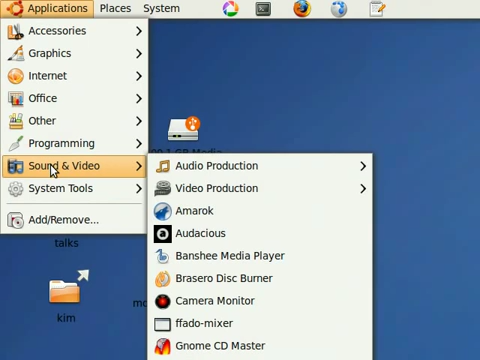 Applications Places System
Accessories
Graphics
Internet
Office
Other
Programming
Sound & Video
System Tools
Add/Remove...
Audio Production
Video Production
Amarok
Audacious
Banshee Media Player
Brasero Disc Burner
Camera Monitor
ffado-mixer
Gnome CD Master
talks
kim